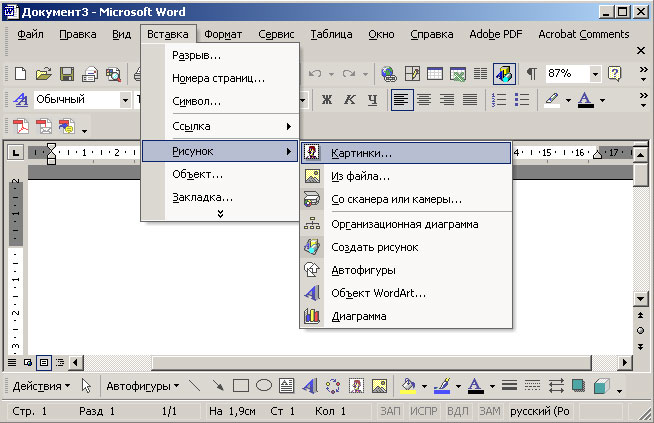 Документ3 - Microsoft Word
Файл Правка Вид Вставка Формат Сервис Таблица Окно Справка Adobe PDF Acrobat Comments
Разрыв...
Номера страниц...
Символ...
Ссылка
Рисунок
Объект...
Закладка...
87%
Обычный
Картинки...
Из файла...
Со сканера или камеры...
Организационная диаграмма
Создать рисунок
Автофигуры
Объект WordArt...
Диаграмма
Действия Автофигуры
Стр. 1 Разд 1 1/1 На 1,9см Ст 1 Кол 1 ЗАП ИСПР ВДЛ ЗАМ русский (Ро